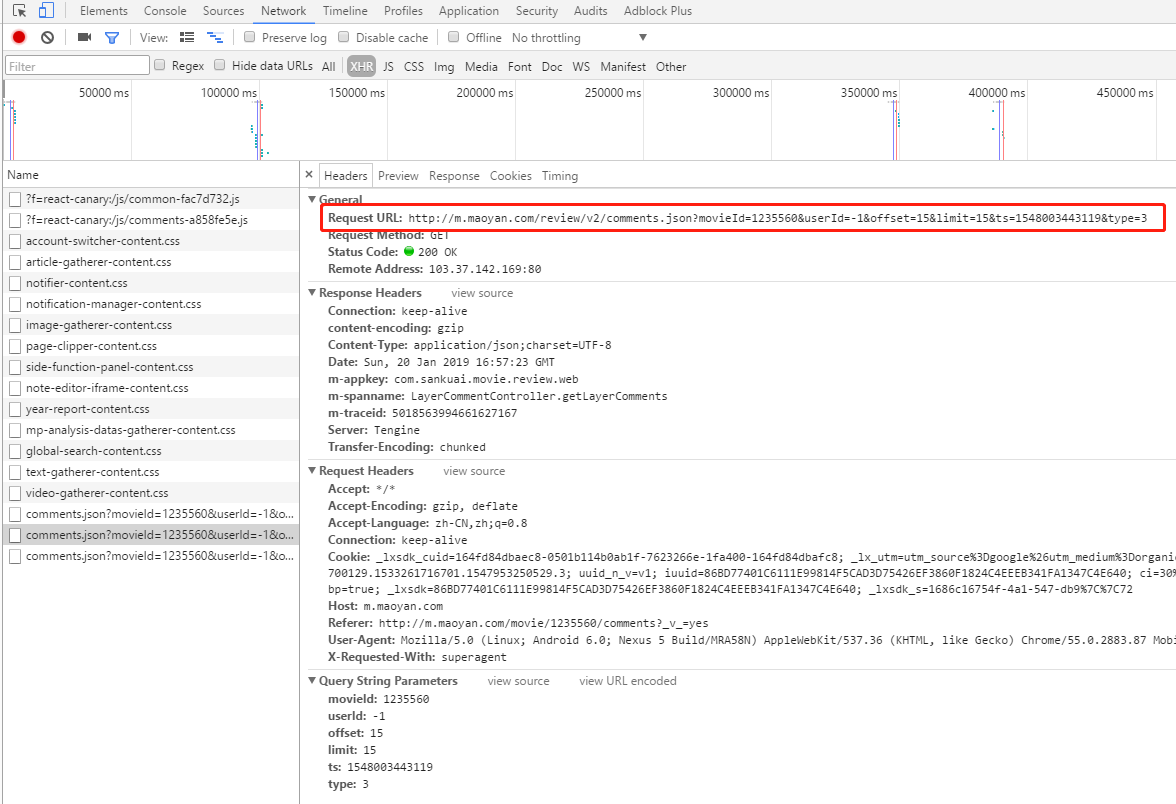 Elements Console Sources Network Timeline Profiles Application Security Audits Adblock Plus
View: Preserve log Disable cache Offline No throttling
Filter Regex Hide data URLs All XHR JS CSS Img Media Font Doc WS Manifest Other
50000 ms 100000 ms 150000 ms 200000 ms 250000 ms 300000 ms 350000 ms 400000 ms 450000 ms
Name
?f=react-canary:/js/common-fac7d732.js
?f=react-canary:/js/comments-a858fe5e.js
account-switcher-content.css
article-gatherer-content.css
notifier-content.css
notification-manager-content.css
image-gatherer-content.css
page-clipper-content.css
side-function-panel-content.css
note-editor-iframe-content.css
year-report-content.css
mp-analysis-datas-gatherer-content.css
global-search-content.css
text-gatherer-content.css
video-gatherer-content.css
comments.json?movieId=1235560&userId=-1&o...
comments.json?movieId=1235560&userId=-1&o...
comments.json?movieId=1235560&userId=-1&o...
× Headers Preview Response Cookies Timing
General
Request URL: http://m.maoyan.com/review/v2/comments.json?movieId=1235560&userId=-1&offset=15&limit=15&ts=1548003443119&type=3
Request Method: GET
Status Code: 200 OK
Remote Address: 103.37.142.169:80
Response Headers view source
Connection: keep-alive
content-encoding: gzip
Content-Type: application/json;charset=UTF-8
Date: Sun, 20 Jan 2019 16:57:23 GMT
m-appkey: com.sankuai.movie.review.web
m-spanname: LayerCommentController.getLayerComments
m-traceid: 5018563994661627167
Server: Tengine
Transfer-Encoding: chunked
Request Headers view source
Accept: */*
Accept-Encoding: gzip, deflate
Accept-Language: zh-CN,zh;q=0.8
Connection: keep-alive
Cookie: _lxsdk_cuid=164fd84dbaec8-0501b114b0ab1f-7623266e-1fa400-164fd84dbafc8; _lx_utm=utm_source%3Dgoogle%26utm_medium%3Dorganic
700129.1533261716701.1547953250529.3; uuid_n_v=v1; iuuid=86BD77401C6111E99814F5CAD3D75426EF3860F1824C4EEEB341FA1347C4E640; ci=30%
bp=true; _lxsdk=86BD77401C6111E99814F5CAD3D75426EF3860F1824C4EEEB341FA1347C4E640; _lxsdk_s=1686c16754f-4a1-547-db9%7C%7C72
Host: m.maoyan.com
Referer: http://m.maoyan.com/movie/1235560/comments?_v_=yes
User-Agent: Mozilla/5.0 (Linux; Android 6.0; Nexus 5 Build/MRA58N) AppleWebKit/537.36 (KHTML, like Gecko) Chrome/55.0.2883.87 Mobi
X-Requested-With: superagent
Query String Parameters view source view URL encoded
movieId: 1235560
userId: -1
offset: 15
limit: 15
ts: 1548003443119
type: 3